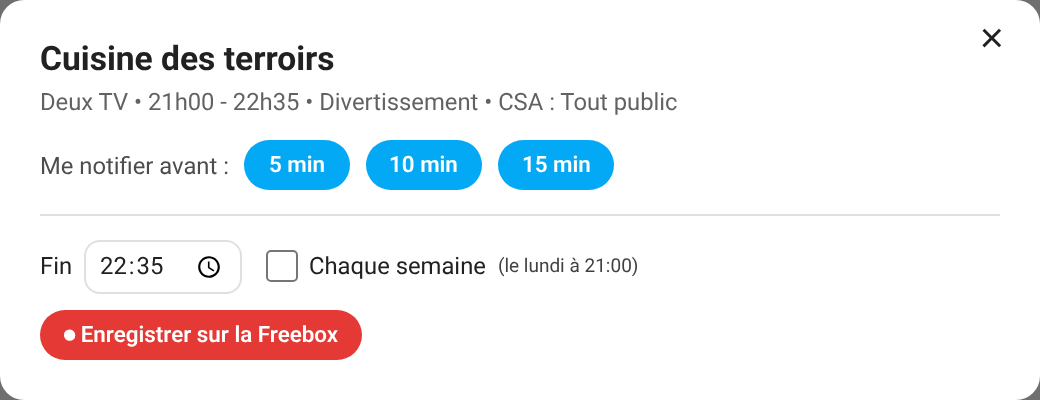 Cuisine des terroirs
Deux TV • 21h00 - 22h35 • Divertissement • CSA : Tout public
Me notifier avant : 5 min 10 min 15 min
Fin 22:35 Chaque semaine (le lundi à 21:00)
Enregistrer sur la Freebox